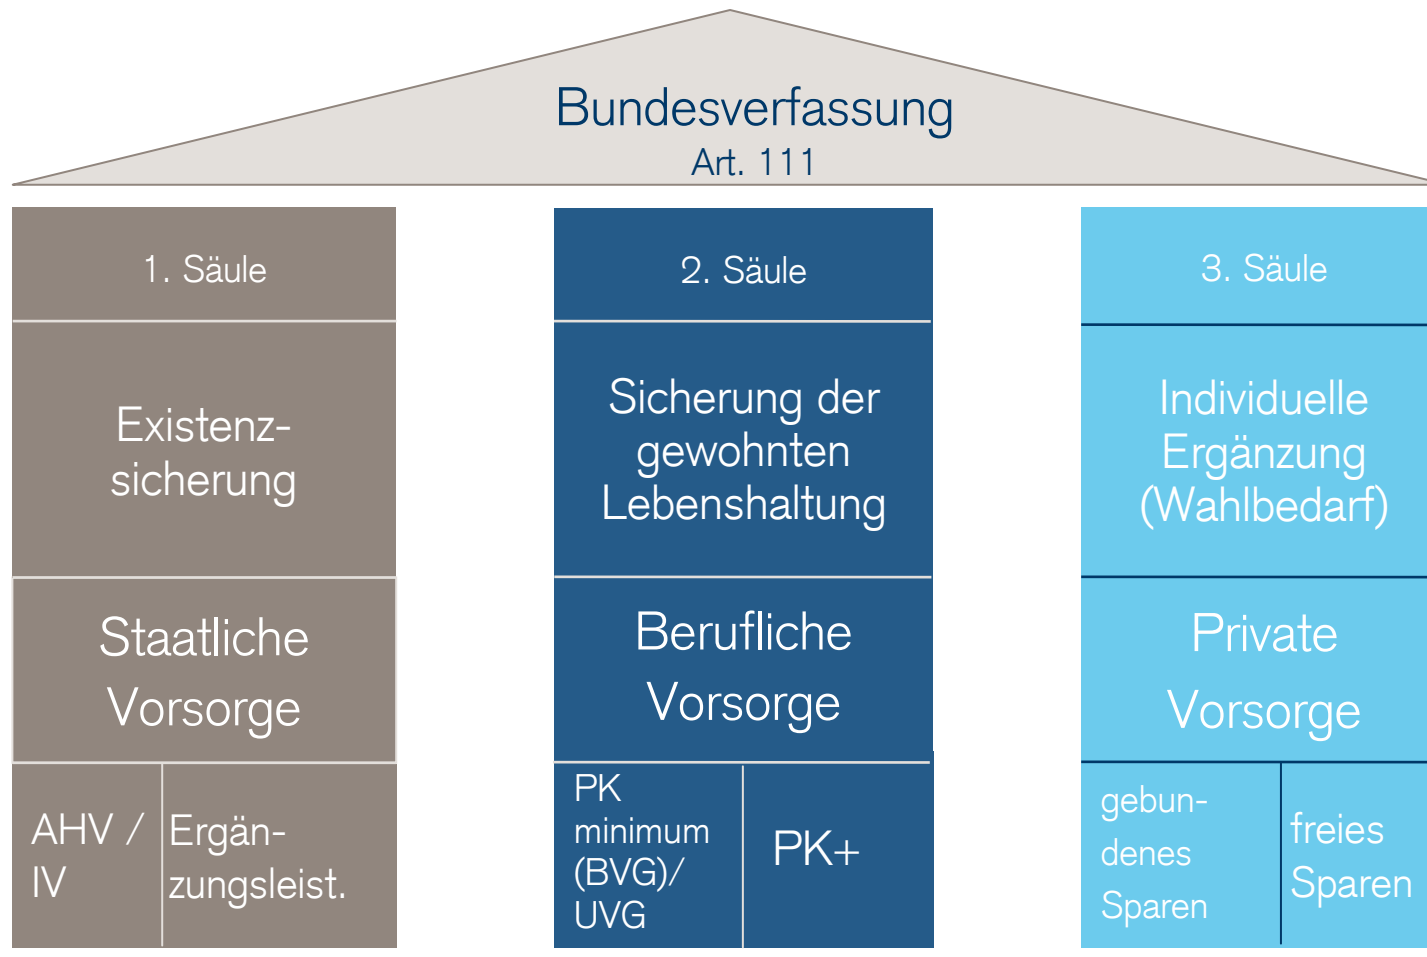 Bundesverfassung
Art. 111
1. Säule
Existenz-
sicherung
Staatliche
Vorsorge
AHV /
IV
Ergän-
zungsleist.
2. Säule
Sicherung der
gewohnten
Lebenshaltung
Berufliche
Vorsorge
PK
minimum
(BVG)/
UVG
PK+
3. Säule
Individuelle
Ergänzung
(Wahlbedarf)
Private
Vorsorge
gebun-
denes
Sparen
freies
Sparen